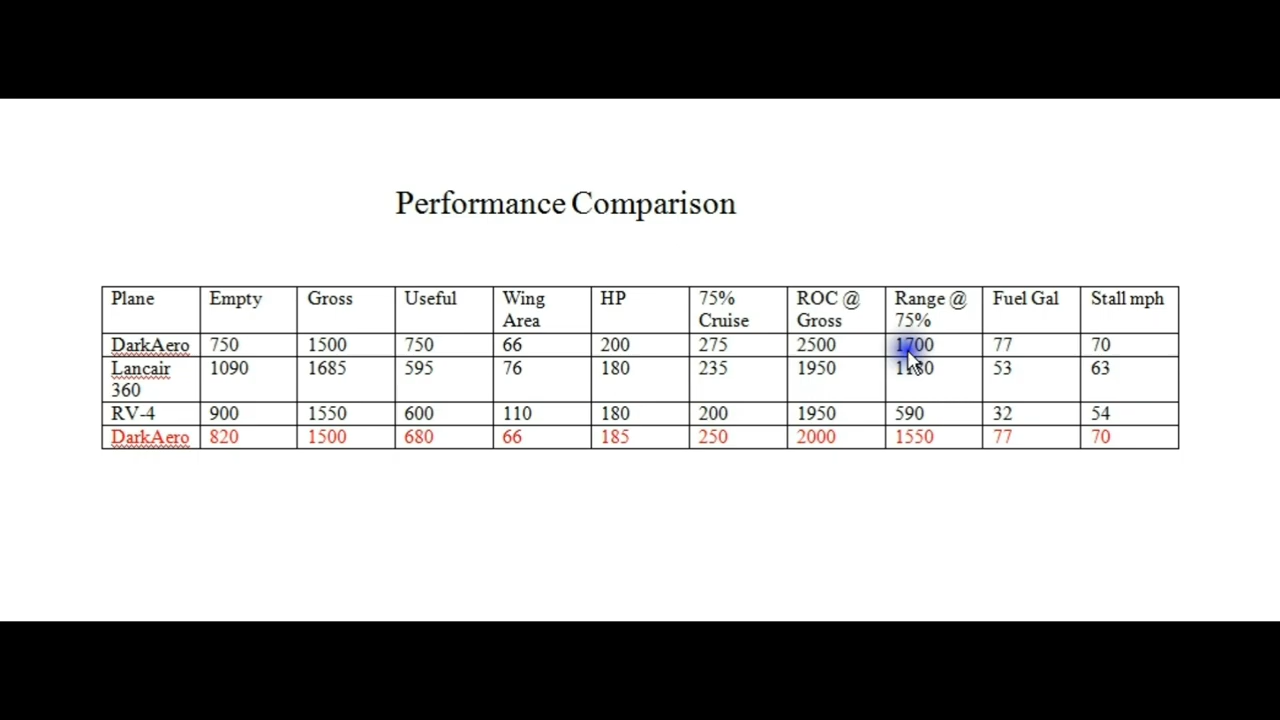 Performance Comparison
Plane Empty Gross Useful Wing Area HP 75% Cruise ROC @ Gross Range @ 75% Fuel Gal Stall mph
DarkAero 750 1500 750 66 200 275 2500 1700 77 70
Lancair 360 1090 1685 595 76 180 235 1950 53 63
RV-4 900 1550 600 110 180 200 1950 590 32 54
DarkAero 820 1500 680 66 185 250 2000 1550 77 70